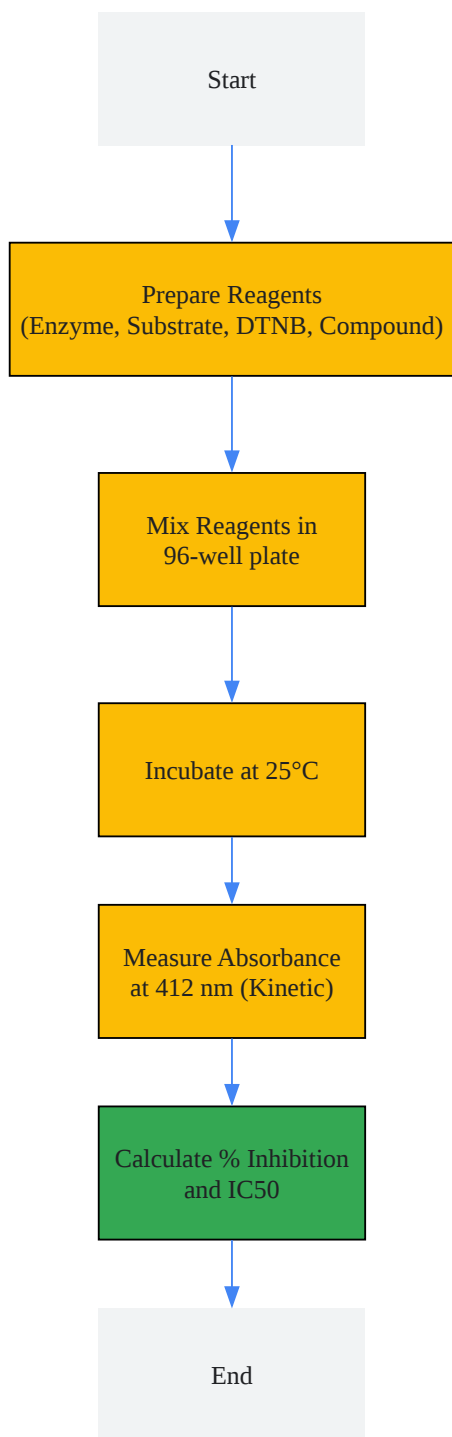 Start
Prepare Reagents
(Enzyme, Substrate, DTNB, Compound)
Mix Reagents in
96-well plate
Incubate at 25°C
Measure Absorbance
at 412 nm (Kinetic)
Calculate % Inhibition
and IC50
End